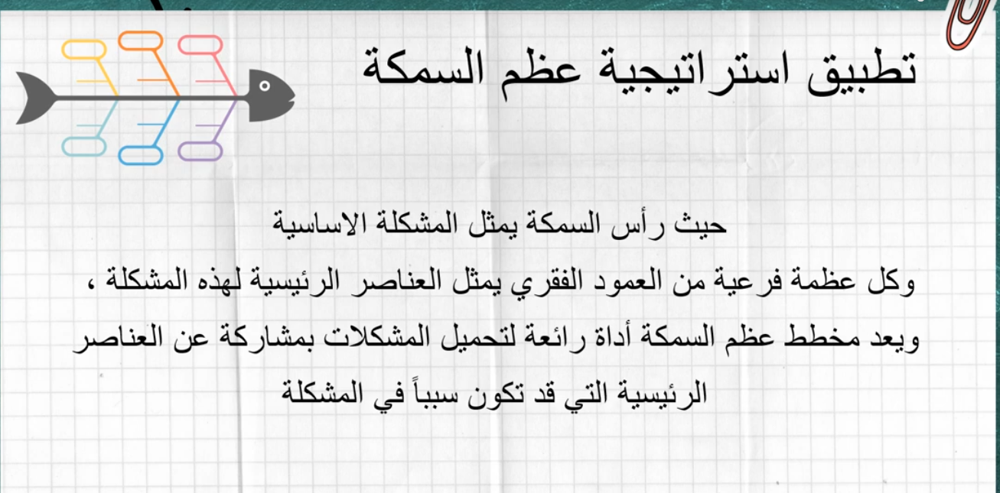 تطبيق استراتيجية عظم السمكة
حيث رأس السمكة يمثل المشكلة الاساسية
وكل عظمة فرعية من العمود الفقري يمثل العناصر الرئيسية لهذه المشكلة ،
ويعد مخطط عظم السمكة أداة رائعة لتحميل المشكلات بمشاركة عن العناصر
الرئيسية التي قد تكون سبباً في المشكلة